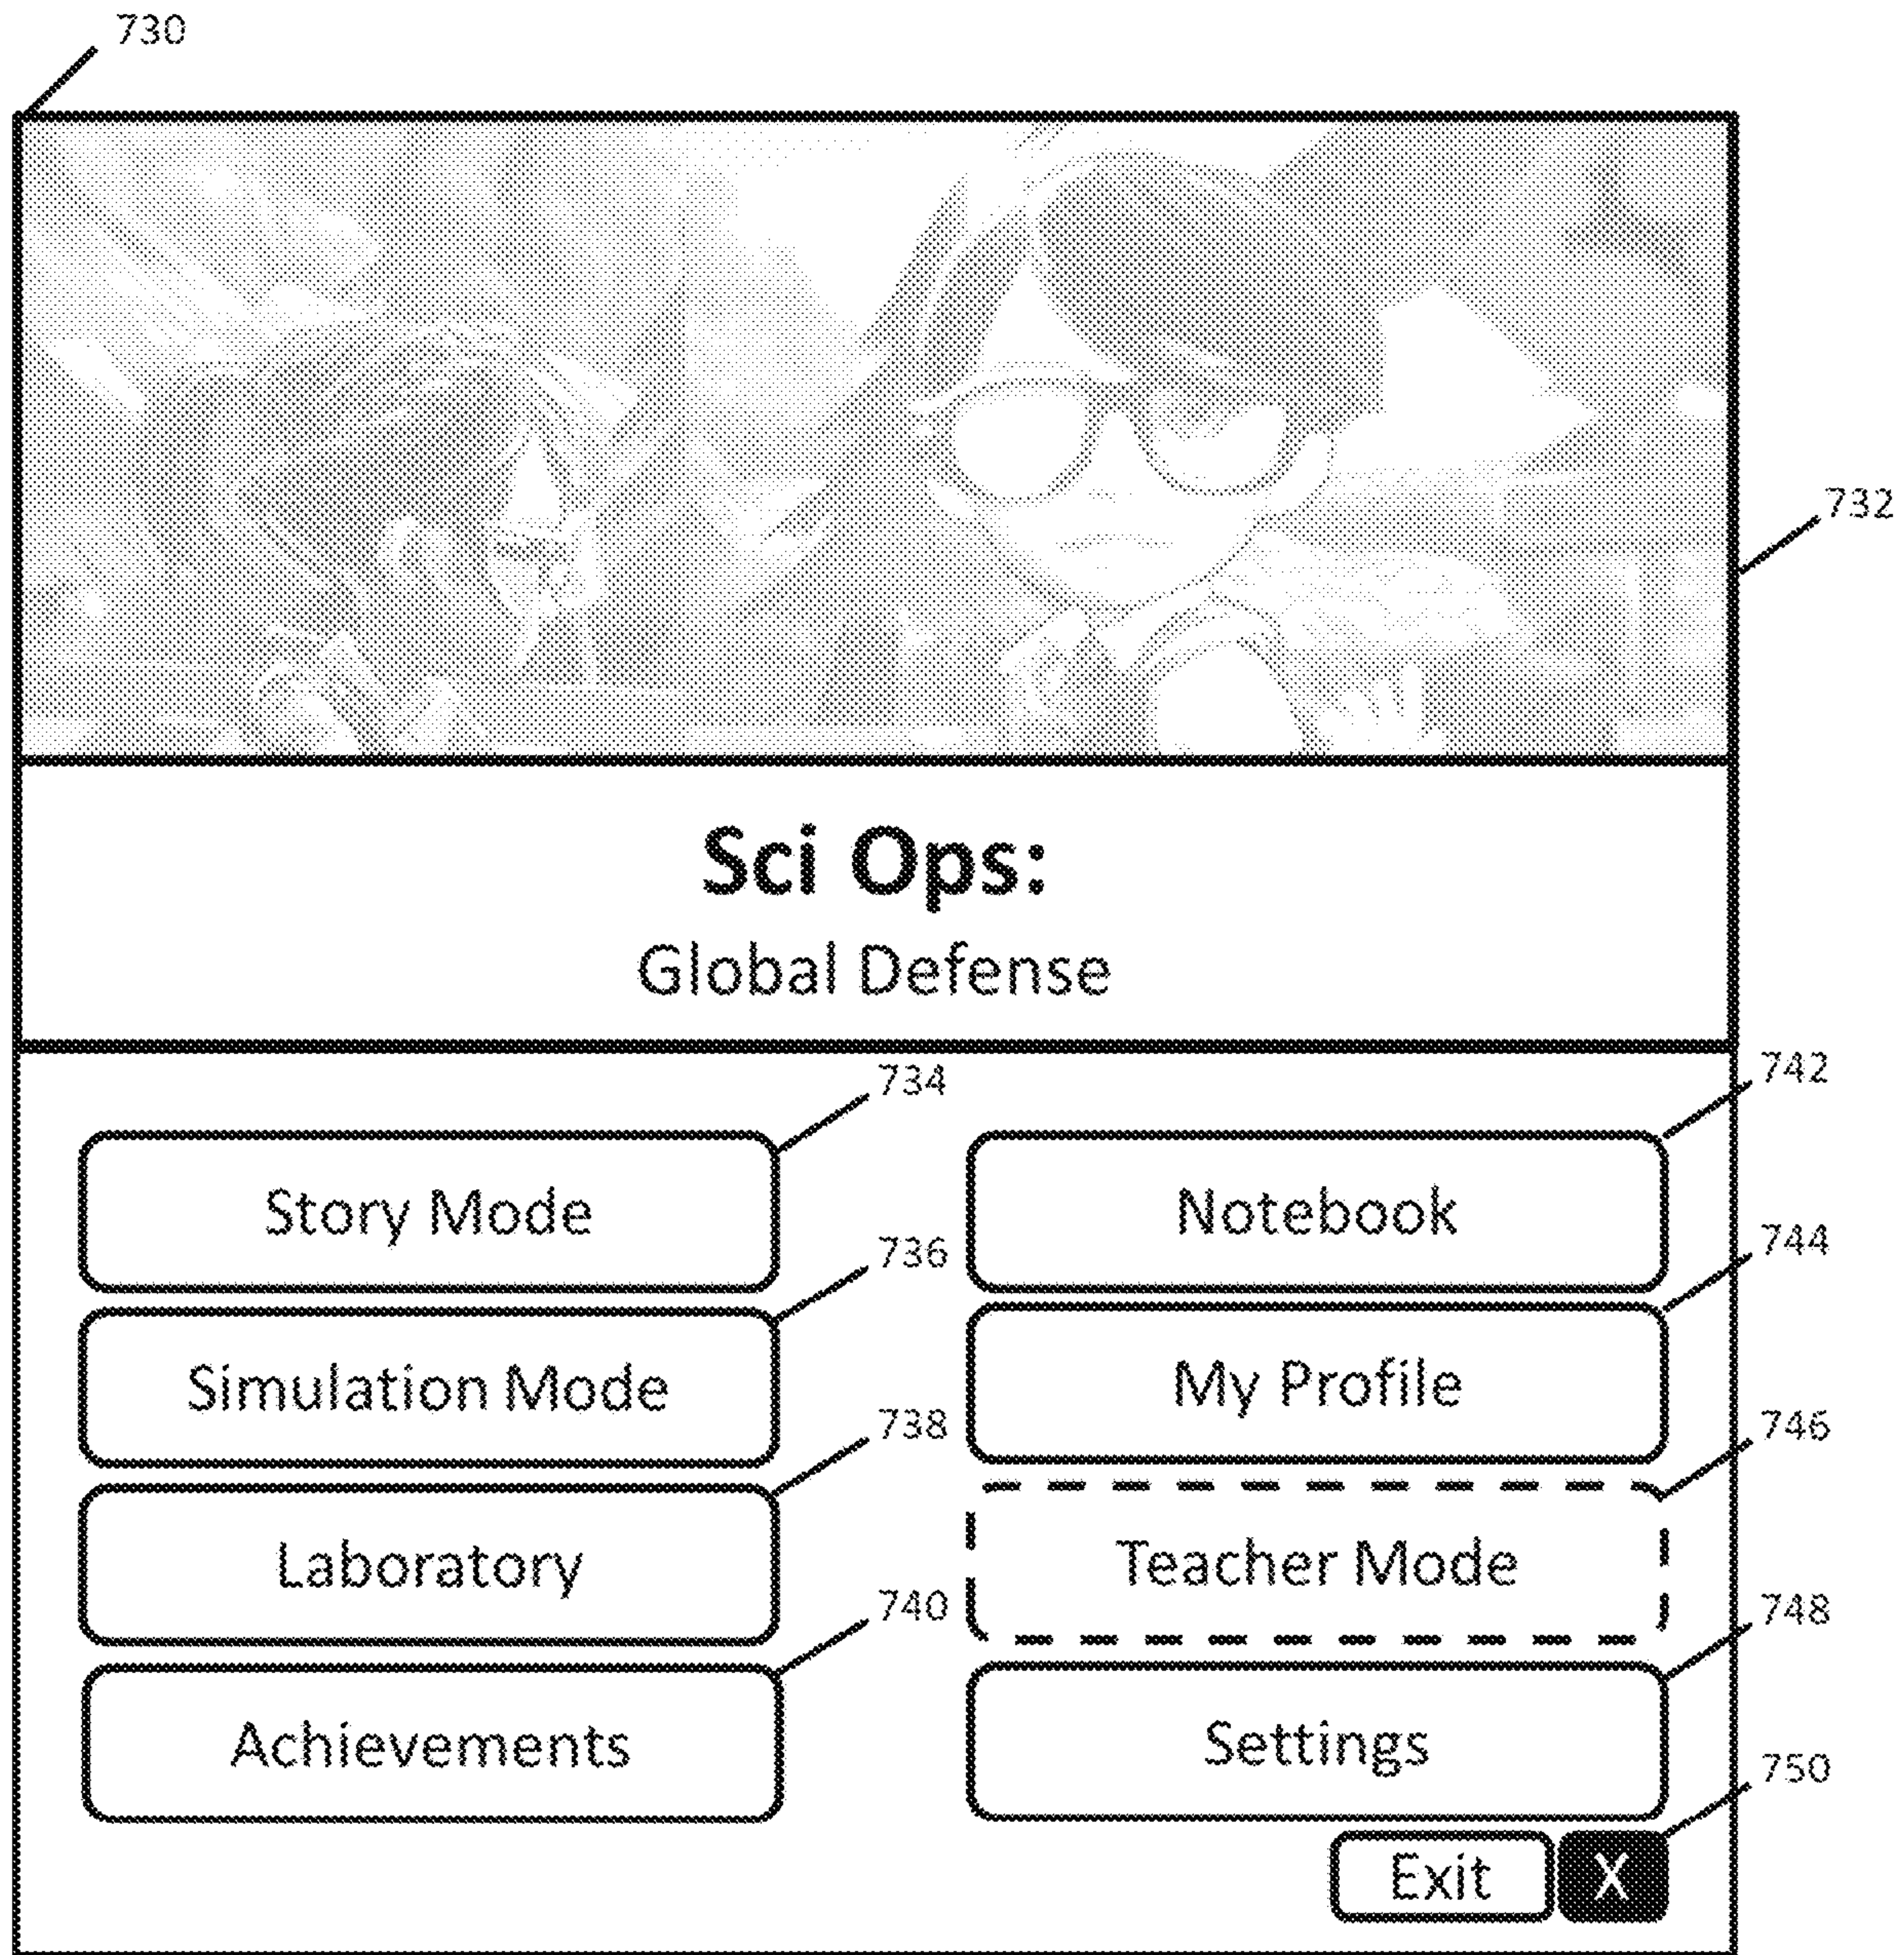 730
732
Sci Ops:
Global Defense
734
742
Story Mode
Notebook
736
744
Simulation Mode
My Profile
738
746
Laboratory
Teacher Mode
740
748
Achievements
Settings
750
Exit
X